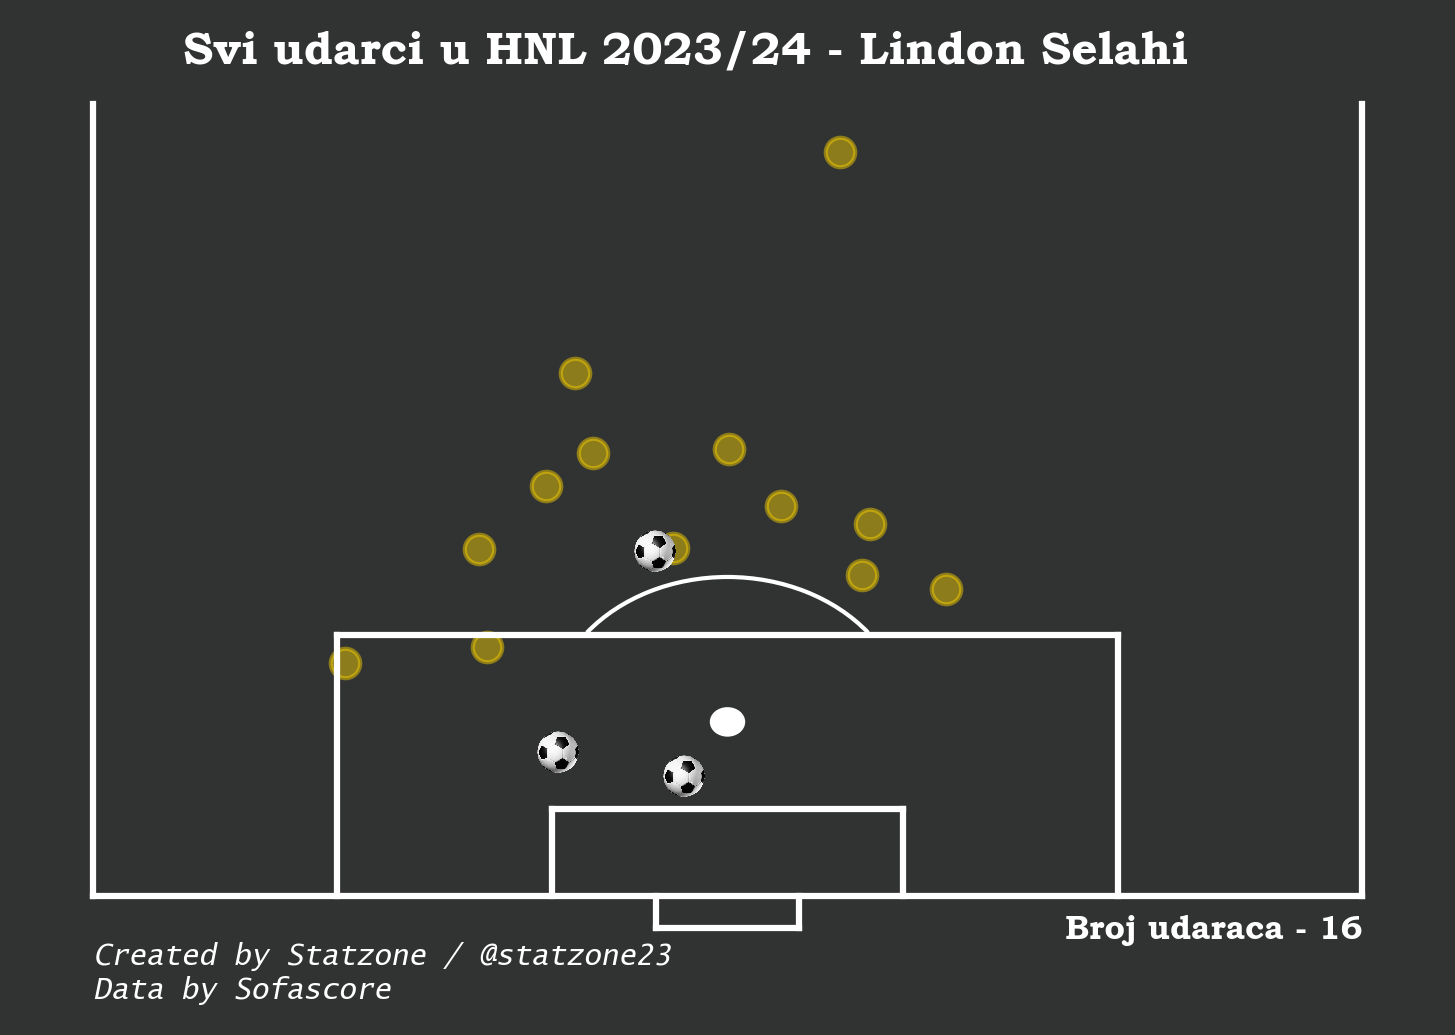 Svi udarci u HNL 2023/24 - Lindon Selahi
Broj udaraca - 16
Created by Statzone / @statzone23
Data by Sofascore